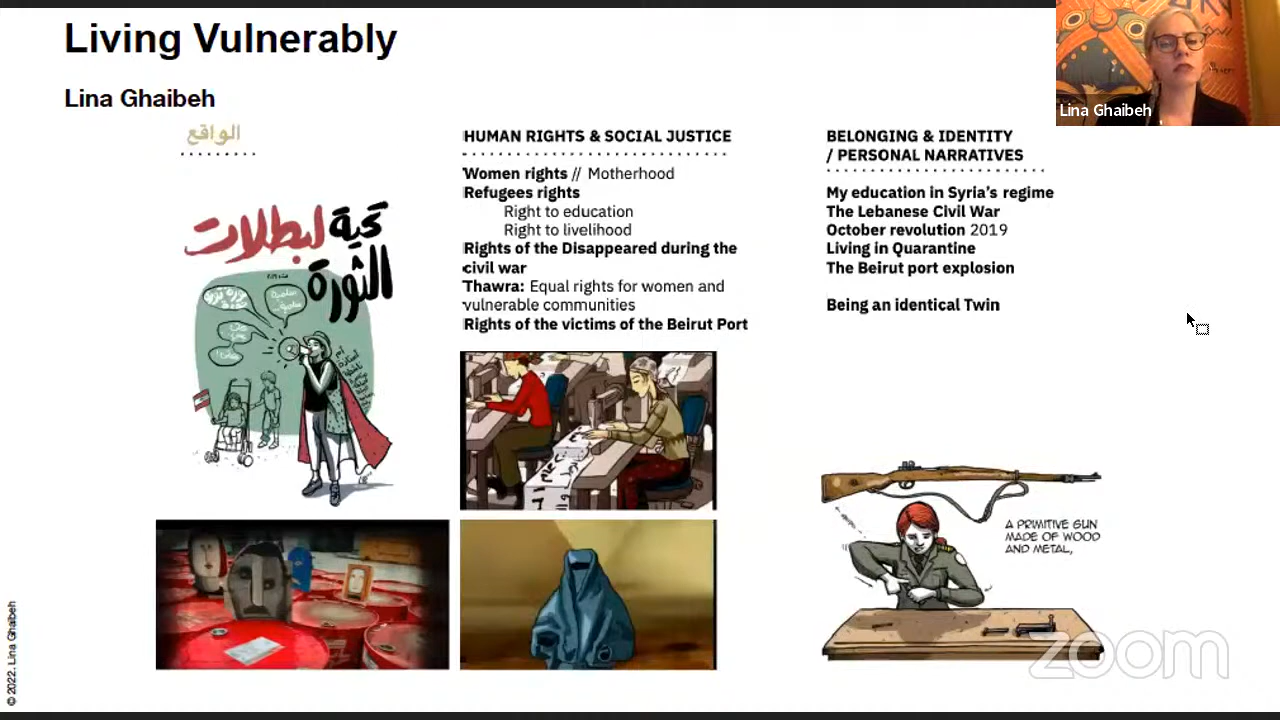 Living Vulnerably
Lina Ghaibeh
الواقع
HUMAN RIGHTS & SOCIAL JUSTICE
Women rights // Motherhood
Refugees rights
Right to education
Right to livelihood
Rights of the Disappeared during the
civil war
Thawra: Equal rights for women and
vulnerable communities
Rights of the victims of the Beirut Port
BELONGING & IDENTITY
/ PERSONAL NARRATIVES
My education in Syria's regime
The Lebanese Civil War
October revolution 2019
Living in Quarantine
The Beirut port explosion
Being an identical Twin
تحية لبطلات
الثورة
A PRIMITIVE GUN
MADE OF WOOD
AND METAL,
Lina Ghaibeh
© 2022. Lina Ghaibeh
zoom